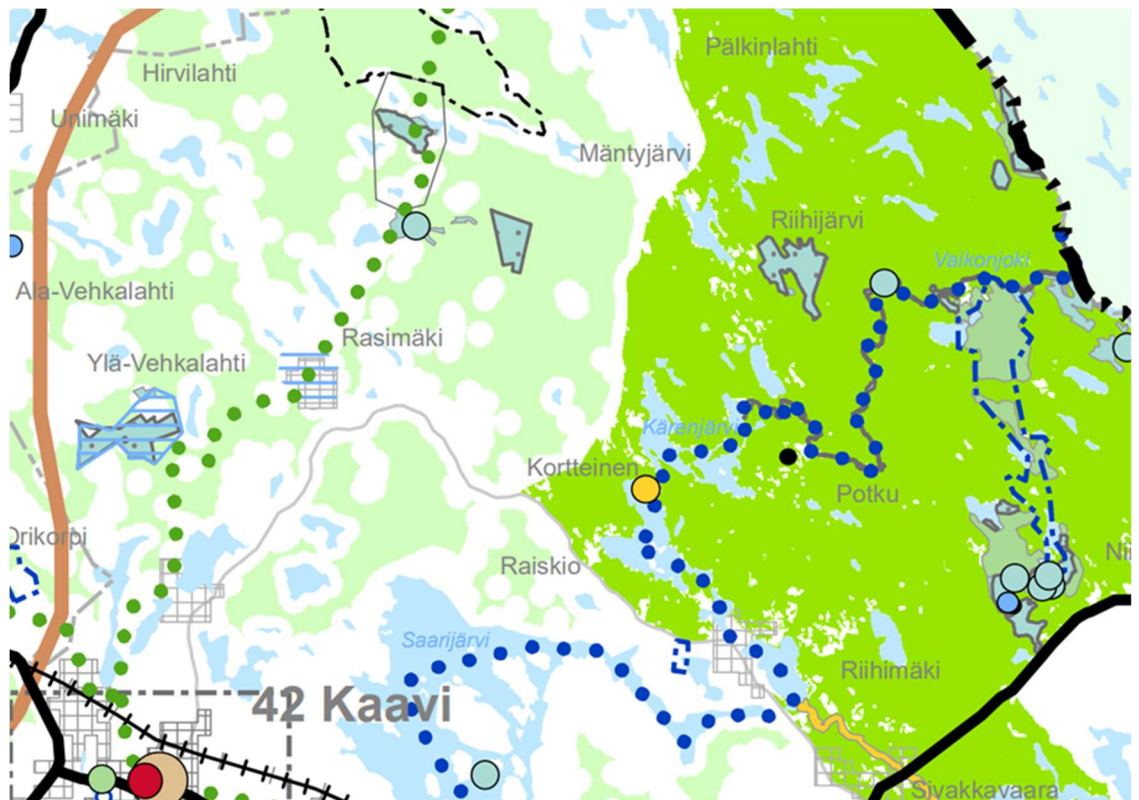 Pälkinlahti
Hirvilahti
Unimäki
Mäntyjärvi
Riihijärvi
Vaikonjoki
Ala-Vehkalahti
Rasimäki
Ylä-Vehkalahti
Kärenjärvi
Kortteinen
Potku
Orikorpi
Raiskio
Saarijärvi
Riihimäki
42 Kaavi
Sivakkavaara